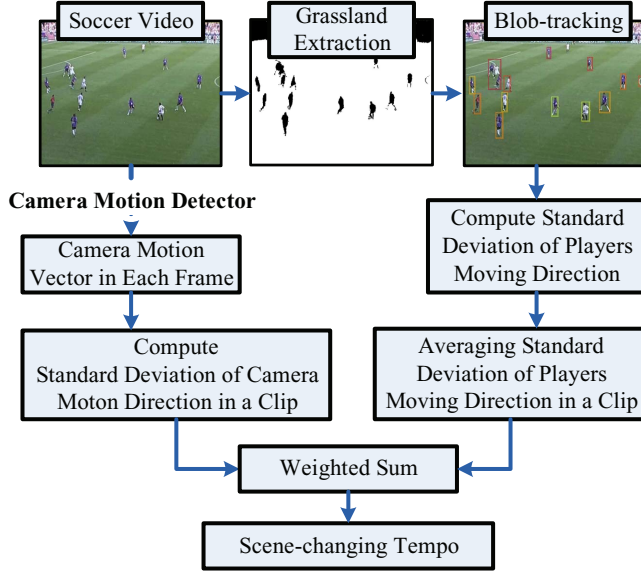 Soccer Video
Grassland
Extraction
Blob-tracking
Camera Motion Detector
Camera Motion
Vector in Each Frame
Compute Standard
Deviation of Players
Moving Direction
Compute
Standard Deviation of Camera
Moton Direction in a Clip
Averaging Standard
Deviation of Players
Moving Direction in a Clip
Weighted Sum
Scene-changing Tempo